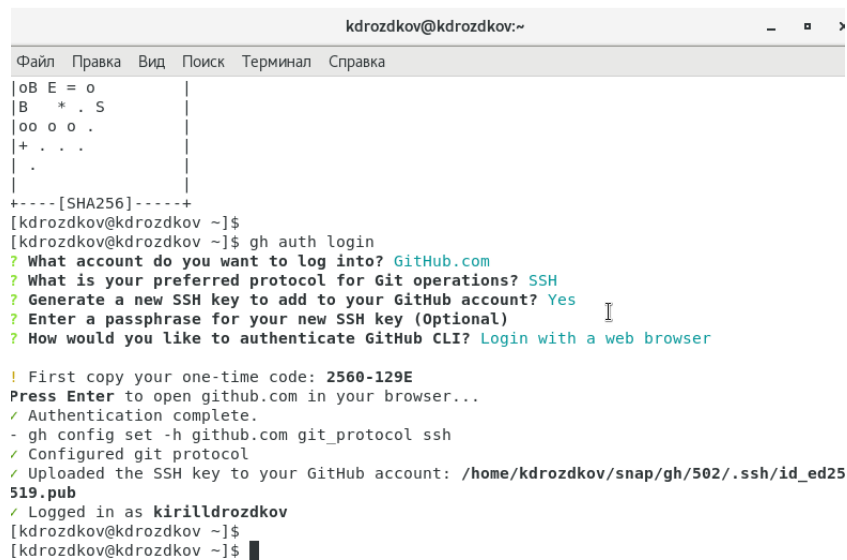 kdrozdkov@kdrozdkov:~
Файл Правка Вид Поиск Терминал Справка
|oB E = o         |
|B   * . S        |
|oo o o .         |
|+ . . .          |
| .               |
|                 |
+----[SHA256]-----+
[kdrozdkov@kdrozdkov ~]$
[kdrozdkov@kdrozdkov ~]$ gh auth login
? What account do you want to log into? GitHub.com
? What is your preferred protocol for Git operations? SSH
? Generate a new SSH key to add to your GitHub account? Yes
? Enter a passphrase for your new SSH key (Optional)
? How would you like to authenticate GitHub CLI? Login with a web browser
! First copy your one-time code: 2560-129E
Press Enter to open github.com in your browser...
✓ Authentication complete.
- gh config set -h github.com git_protocol ssh
✓ Configured git protocol
✓ Uploaded the SSH key to your GitHub account: /home/kdrozdkov/snap/gh/502/.ssh/id_ed25
519.pub
✓ Logged in as kirilldrozdkov
[kdrozdkov@kdrozdkov ~]$
[kdrozdkov@kdrozdkov ~]$